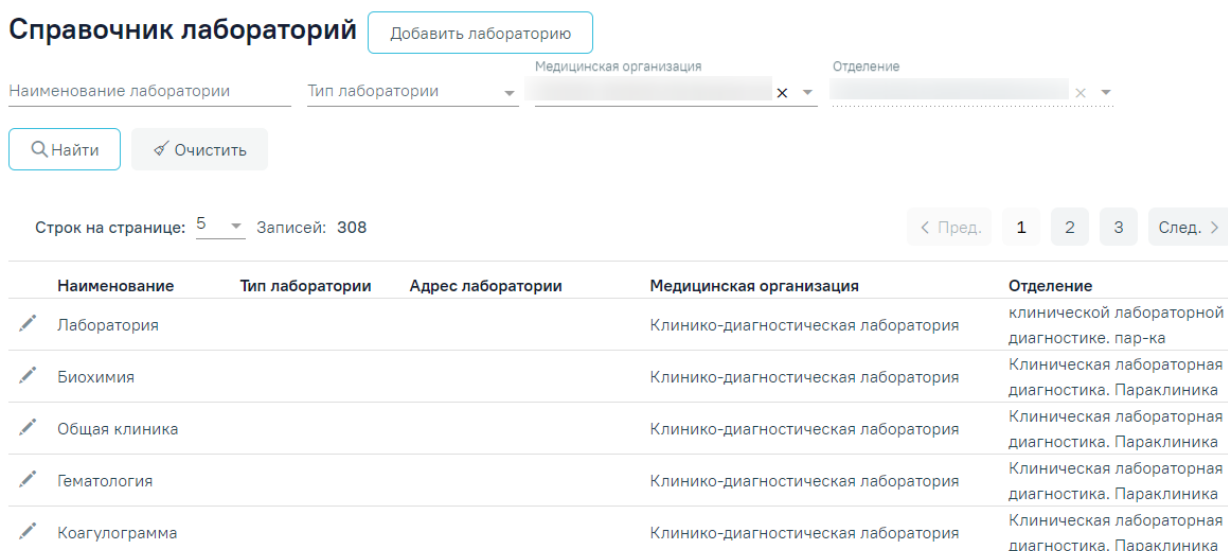 Справочник лабораторий Добавить лабораторию
Медицинская организация Отделение
Наименование лаборатории Тип лаборатории
Найти Очистить
Строк на странице: 5 Записей: 308 Пред. 1 2 3 След.
Наименование Тип лаборатории Адрес лаборатории Медицинская организация Отделение
Лаборатория Клинико-диагностическая лаборатория клинической лабораторной
диагностике. пар-ка
Биохимия Клинико-диагностическая лаборатория Клиническая лабораторная
диагностика. Параклиника
Общая клиника Клинико-диагностическая лаборатория Клиническая лабораторная
диагностика. Параклиника
Гематология Клинико-диагностическая лаборатория Клиническая лабораторная
диагностика. Параклиника
Коагулограмма Клинико-диагностическая лаборатория Клиническая лабораторная
диагностика. Параклиника